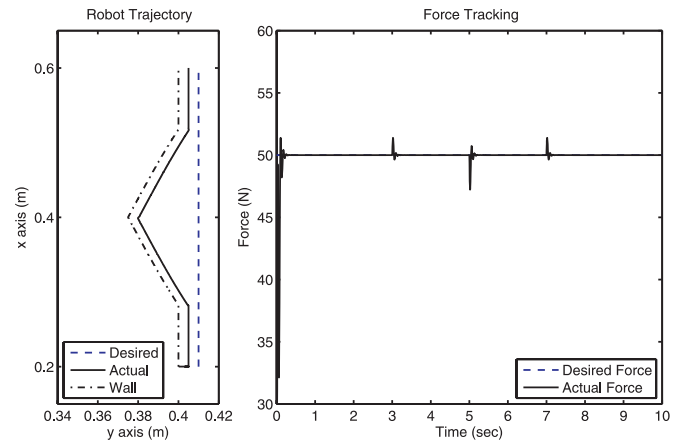 Robot Trajectory
0.6
0.4
0.2
x axis (m)
Desired
Actual
Wall
0.34 0.36 0.38 0.4 0.42
y axis (m)
Force Tracking
60
55
50
45
40
35
30
Force (N)
Desired Force
Actual Force
0 1 2 3 4 5 6 7 8 9 10
Time (sec)